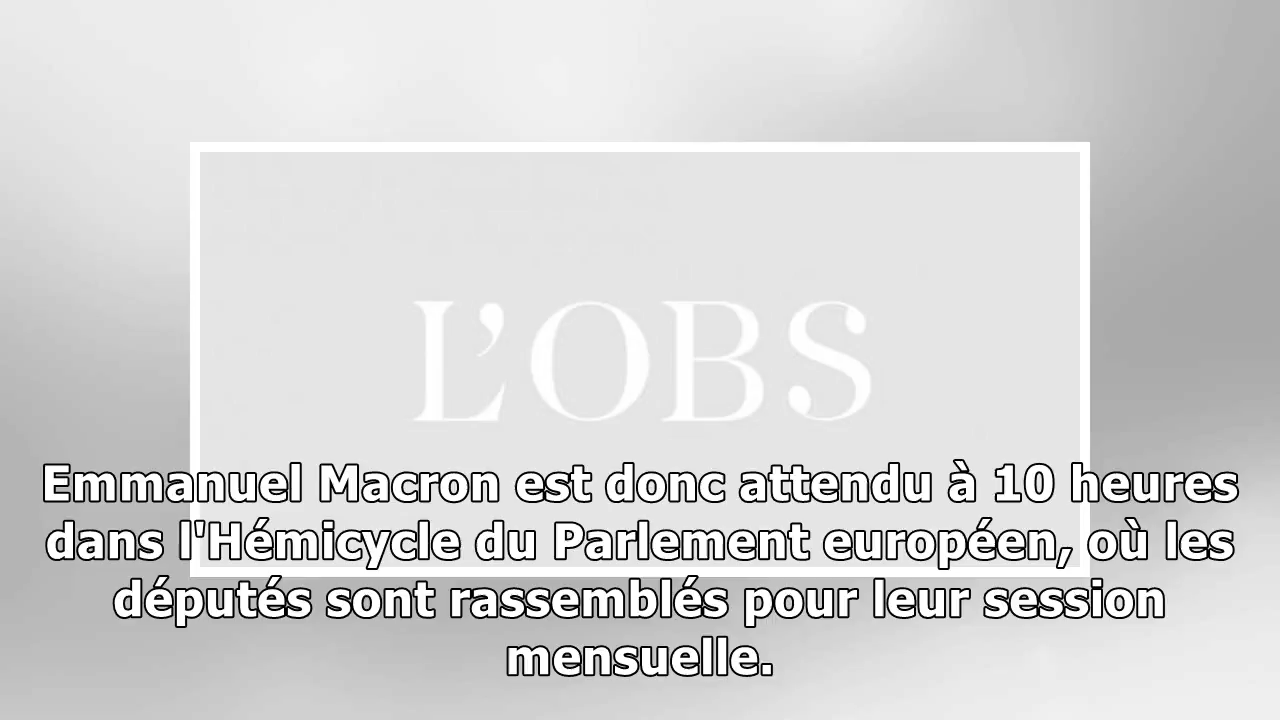 L'OBS
Emmanuel Macron est donc attendu à 10 heures
dans l'Hémicycle du Parlement européen, où les
députés sont rassemblés pour leur session
mensuelle.